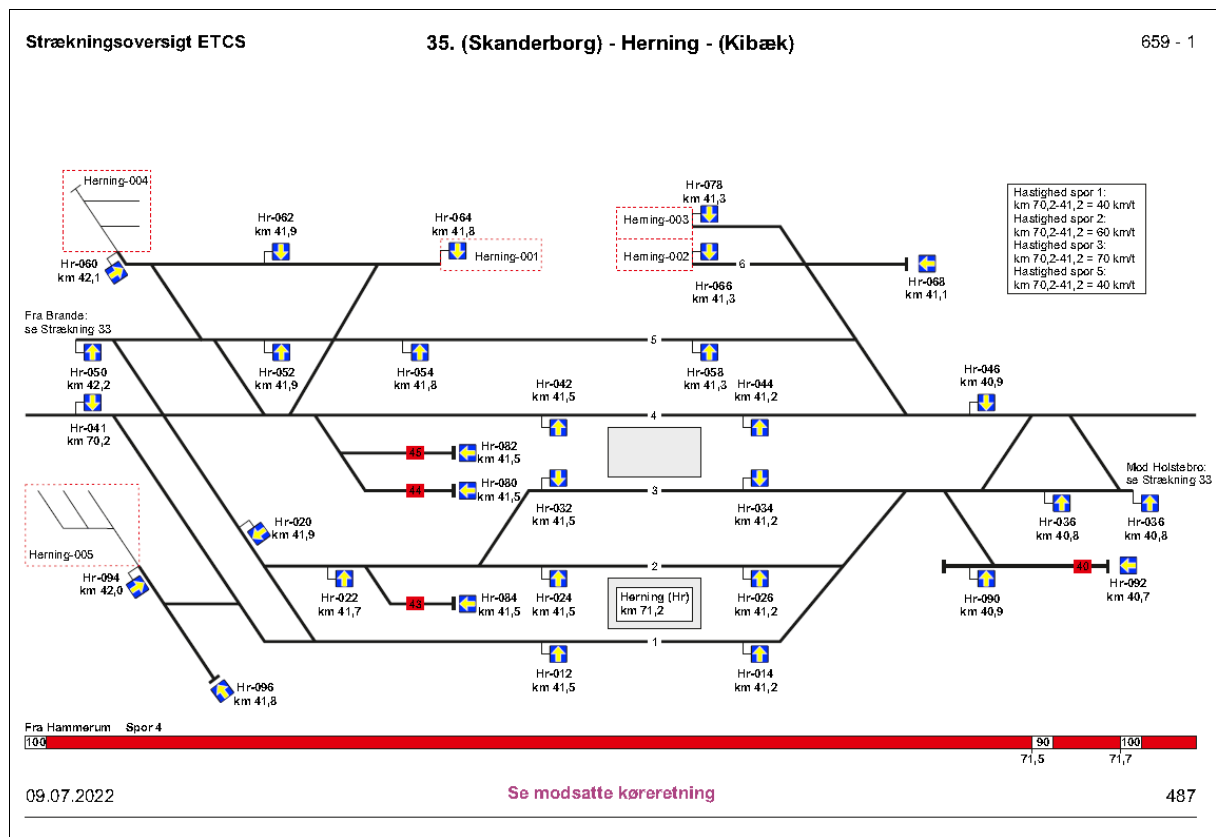 Strækningsoversigt ETCS
35. (Skanderborg) - Herning - (Kibæk)
659 - 1
Herning-004
Hr-062
km 41,9
Hr-064
km 41,8
Herning-001
Hr-060
km 42,1
Hr-078
km 41,3
Herning-003
Herning-002
6
Hr-066
km 41,3
Hr-068
km 41,1
Hastighed spor 1:
km 70,2-41,2 = 40 km/t
Hastighed spor 2:
km 70,2-41,2 = 60 km/t
Hastighed spor 3:
km 70,2-41,2 = 70 km/t
Hastighed spor 5:
km 70,2-41,2 = 40 km/t
Fra Brande:
se Strækning 33
5
Hr-050
km 42,2
Hr-052
km 41,9
Hr-054
km 41,8
Hr-058
km 41,3
Hr-042
km 41,5
Hr-044
km 41,2
Hr-046
km 40,9
4
Hr-041
km 70,2
45
Hr-082
km 41,5
44
Hr-080
km 41,5
Mod Holstebro:
se Strækning 33
3
Hr-032
km 41,5
Hr-034
km 41,2
Hr-036
km 40,8
Hr-036
km 40,8
Hr-020
km 41,9
Herning-005
Hr-094
km 42,0
2
Hr-022
km 41,7
43
Hr-084
km 41,5
Hr-024
km 41,5
Herning (Hr)
km 71,2
Hr-026
km 41,2
40
Hr-090
km 40,9
Hr-092
km 40,7
1
Hr-012
km 41,5
Hr-014
km 41,2
Hr-096
km 41,8
Fra Hammerum Spor 4
100
90
100
71,5
71,7
09.07.2022
Se modsatte køreretning
487